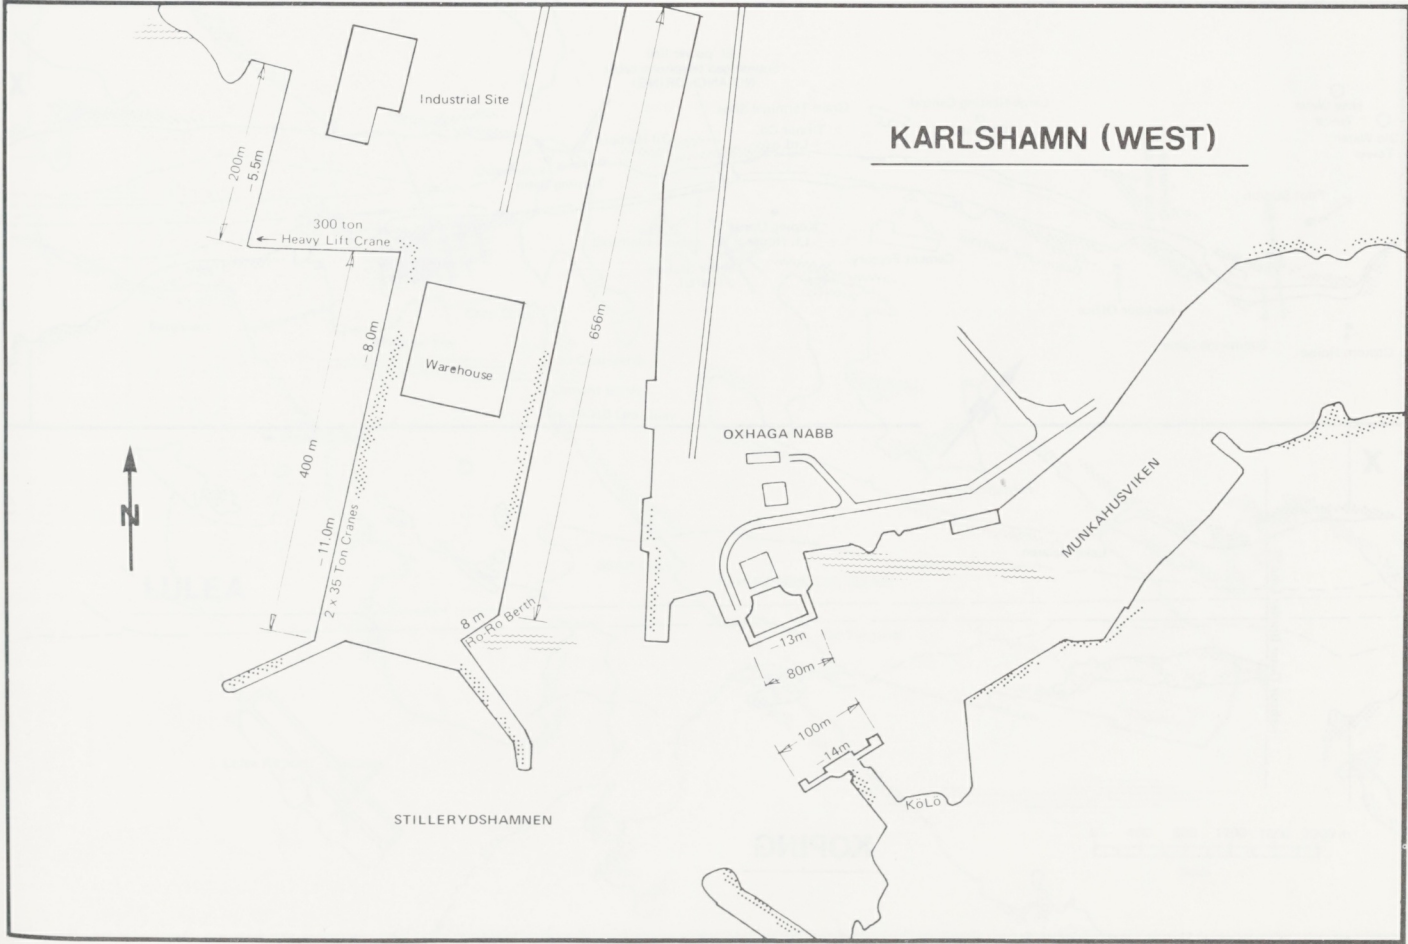 KARLSHAMN (WEST)
Industrial Site
200m
-5.5m
300 ton
Heavy Lift Crane
656m
-8.0m
Warehouse
400 m
OXHAGA NABB
N
-11.0m
2 x 35 Ton Cranes
MUNKAHUSVIKEN
8 m
Ro-Ro Berth
-13m
80m
100m
-14m
KoLo
STILLERYDSHAMNEN